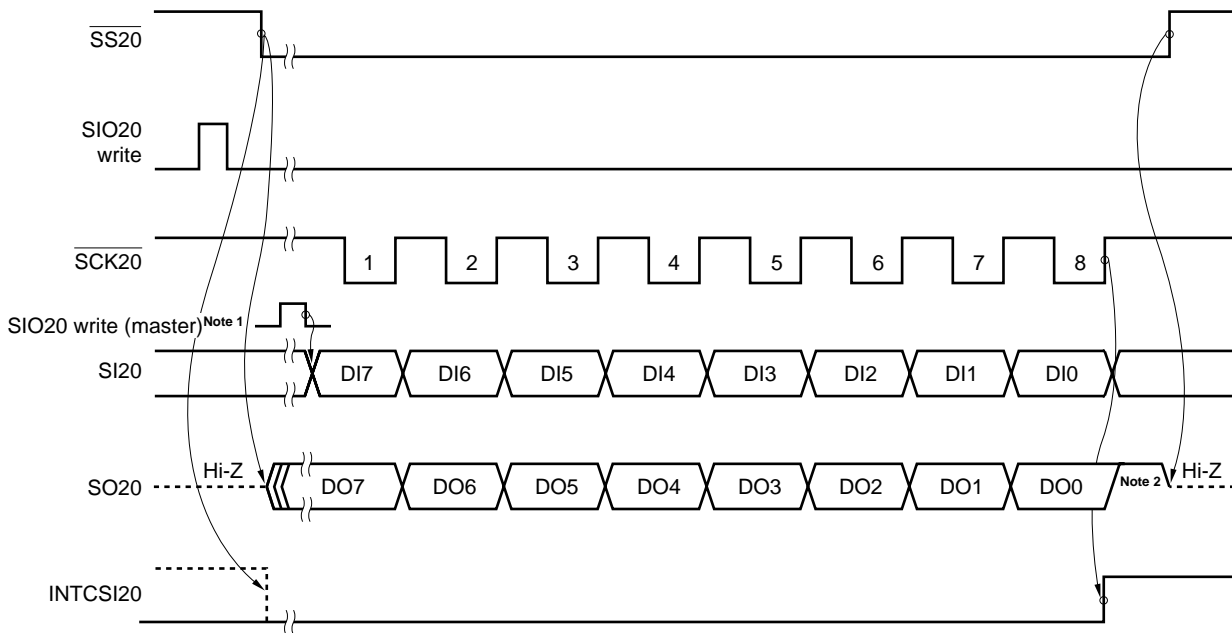 SS20
SIO20
write
SCK20
1 2 3 4 5 6 7 8
SIO20 write (master)Note 1
SI20
DI7 DI6 DI5 DI4 DI3 DI2 DI1 DI0
SO20
Hi-Z
DO7 DO6 DO5 DO4 DO3 DO2 DO1 DO0
Note 2
Hi-Z
INTCSI20